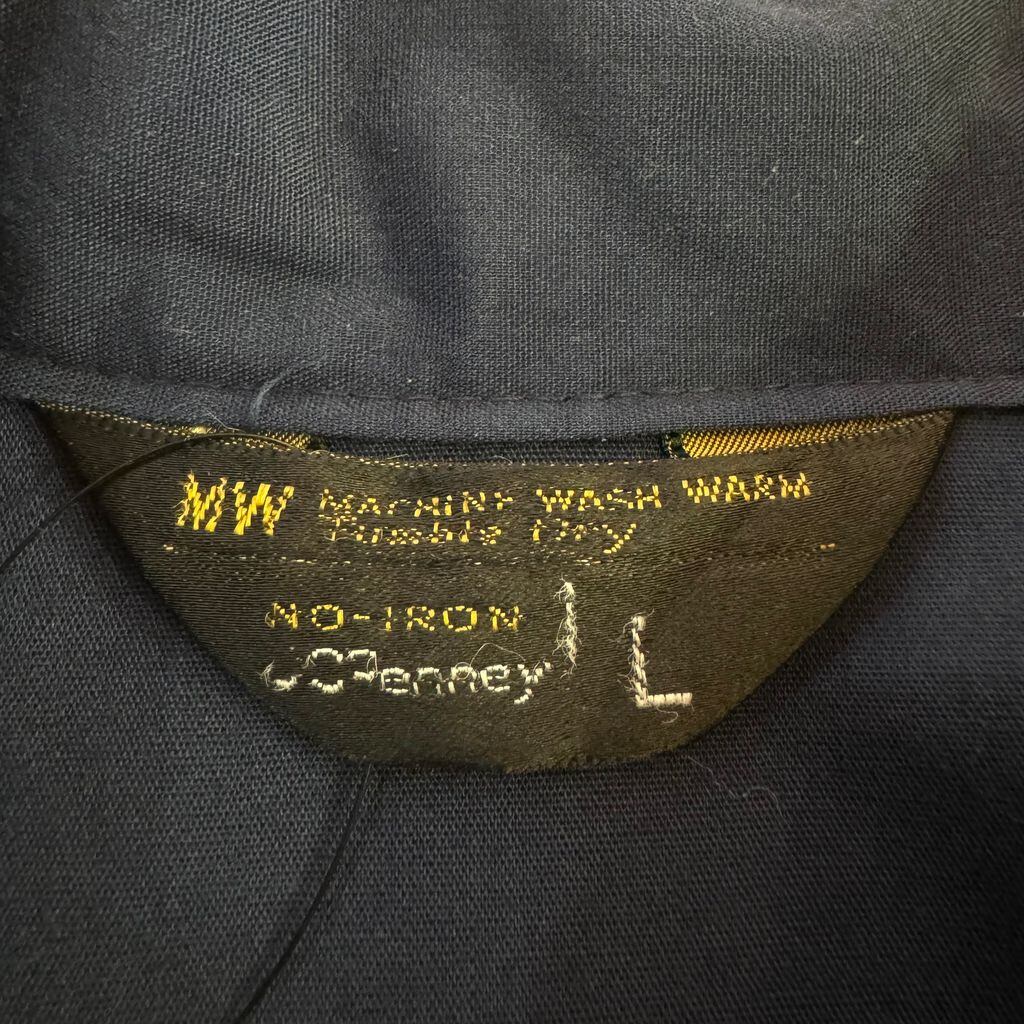 MW MACHINE WASH WARM
Tumble Dry
NO-IRON
JCPenney L